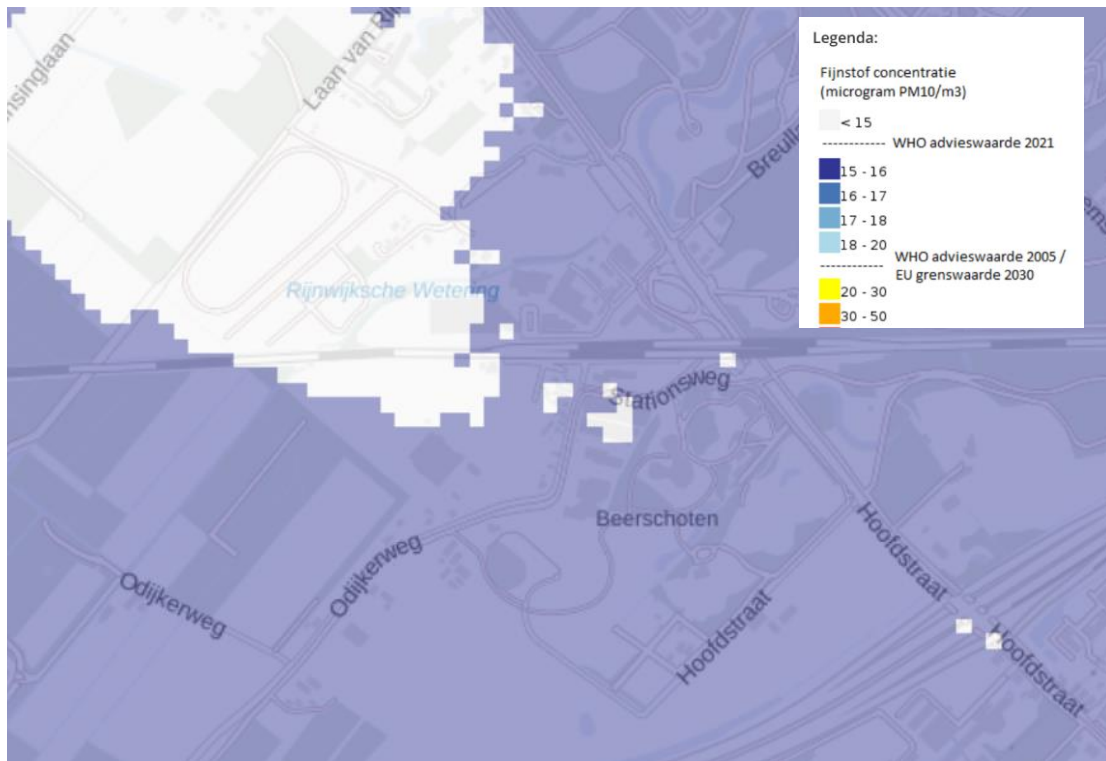 Legenda:
Fijnstof concentratie
(microgram PM10/m3)
< 15
------------ WHO advieswaarde 2021
15 - 16
16 - 17
17 - 18
18 - 20
------------ WHO advieswaarde 2005 /
EU grenswaarde 2030
20 - 30
30 - 50
Laan van
Rijnwijksche Wetering
Stationsweg
Beerschoten
Hoofdstraat
Odijkerweg
Odijkerweg
Hoofdstraat
Hoofdstraat